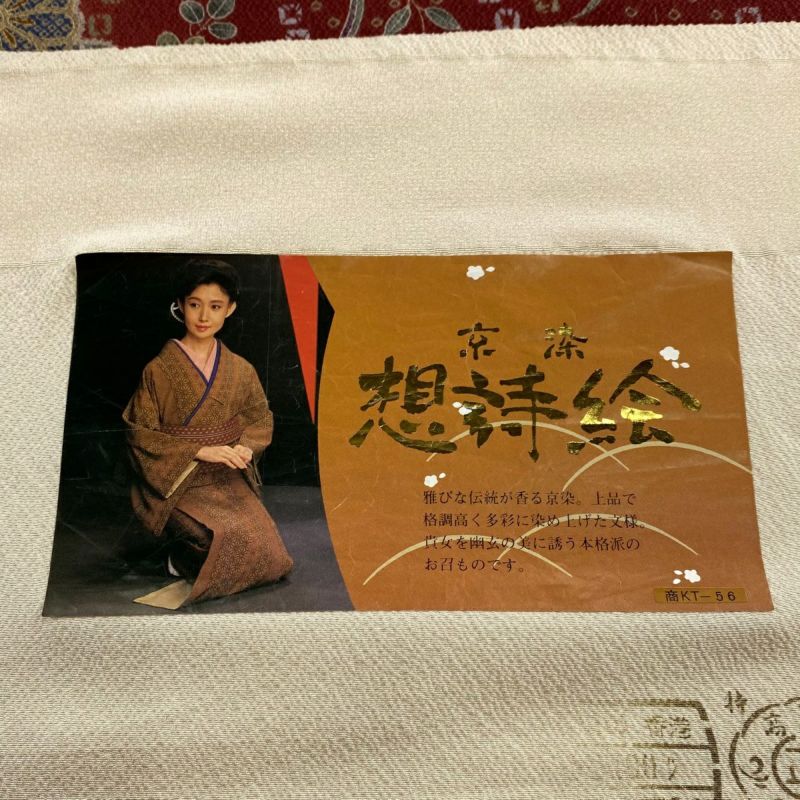 京染
想詩絵
雅びな伝統が香る京染。上品で
格調高く多彩に染め上げた文様。
貴女を幽玄の美に誘う本格派の
お召ものです。
商KT－56